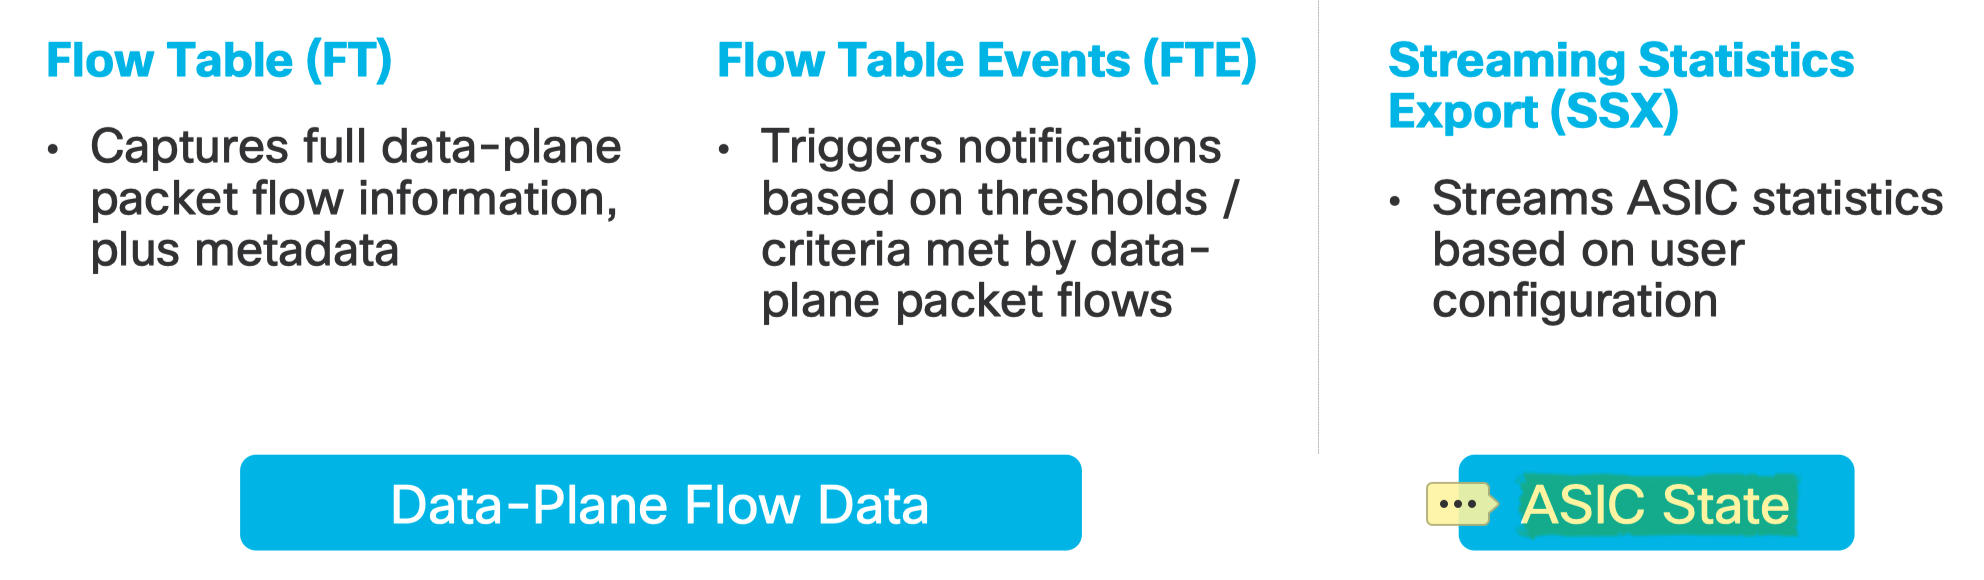 Flow Table (FT)
• Captures full data-plane
packet flow information,
plus metadata
Flow Table Events (FTE)
• Triggers notifications
based on thresholds /
criteria met by data-
plane packet flows
Streaming Statistics
Export (SSX)
• Streams ASIC statistics
based on user
configuration
Data-Plane Flow Data
ASIC State